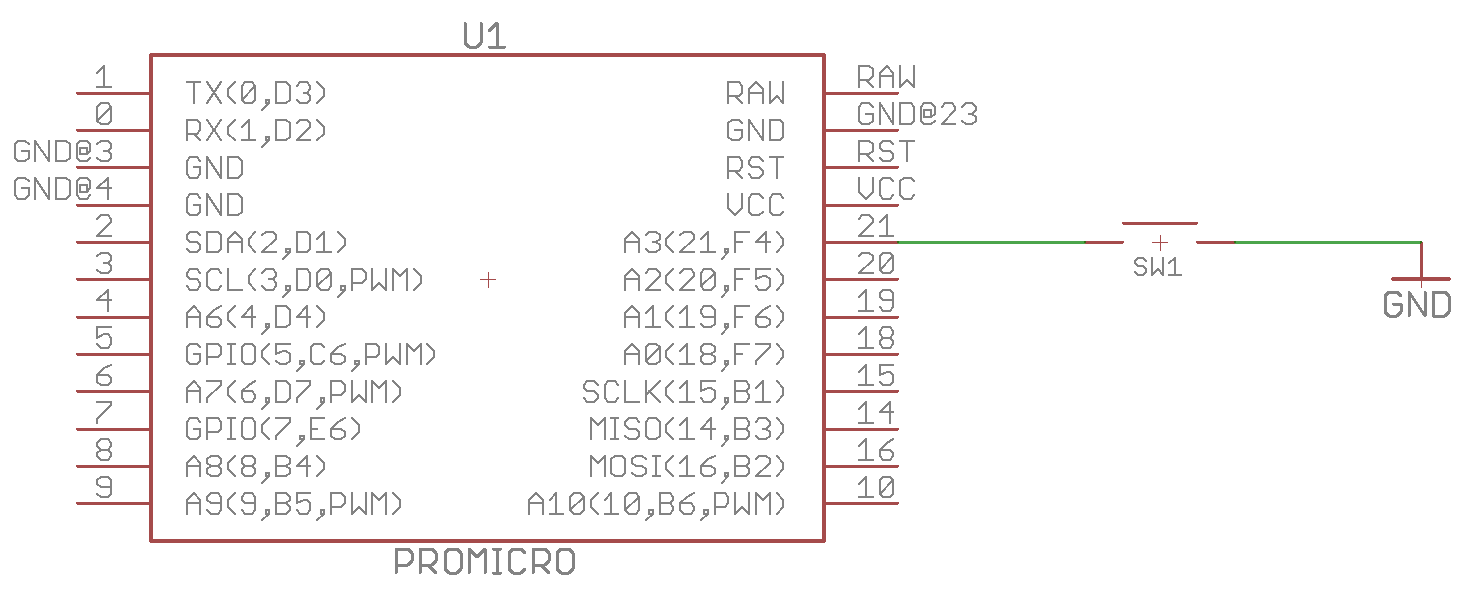 U1
1 TX(0,D3) RAW RAW
0 RX(1,D2) GND GND@23
GND@3 GND RST RST
GND@4 GND VCC VCC
2 SDA(2,D1) A3(21,F4) 21
3 SCL(3,D0,PWM) A2(20,F5) 20
SW1
4 A6(4,D4) A1(19,F6) 19
GND
5 GPIO(5,C6,PWM) A0(18,F7) 18
6 A7(6,D7,PWM) SCLK(15,B1) 15
7 GPIO(7,E6) MISO(14,B3) 14
8 A8(8,B4) MOSI(16,B2) 16
9 A9(9,B5,PWM) A10(10,B6,PWM) 10
PROMICRO